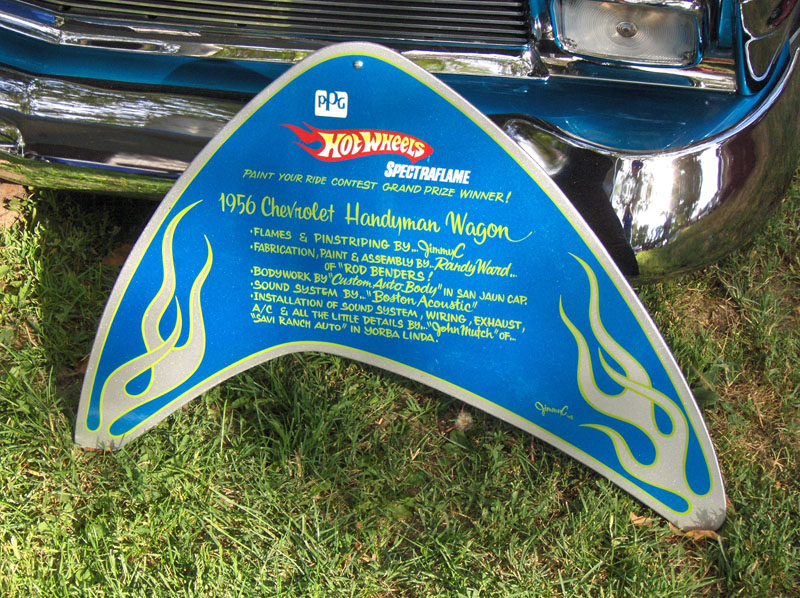 PPG
HOT WHEELS
SPECTRAFLAME
PAINT YOUR RIDE CONTEST GRAND PRIZE WINNER!
1956 Chevrolet Handyman Wagon
•FLAMES & PINSTRIPING BY... JimmyC
•FABRICATION, PAINT & ASSEMBLY BY... Randy Ward...
OF "ROD BENDERS!
•BODYWORK BY "Custom Auto Body" IN SAN JAUN CAP.
•SOUND SYSTEM BY... "Boston Acoustic"
•INSTALLATION OF SOUND SYSTEM, WIRING, EXHAUST,
A/C & ALL THE LITTLE DETAILS BY... "John Mutch" OF...
"SAVI RANCH AUTO" IN YORBA LINDA.
JimmyC